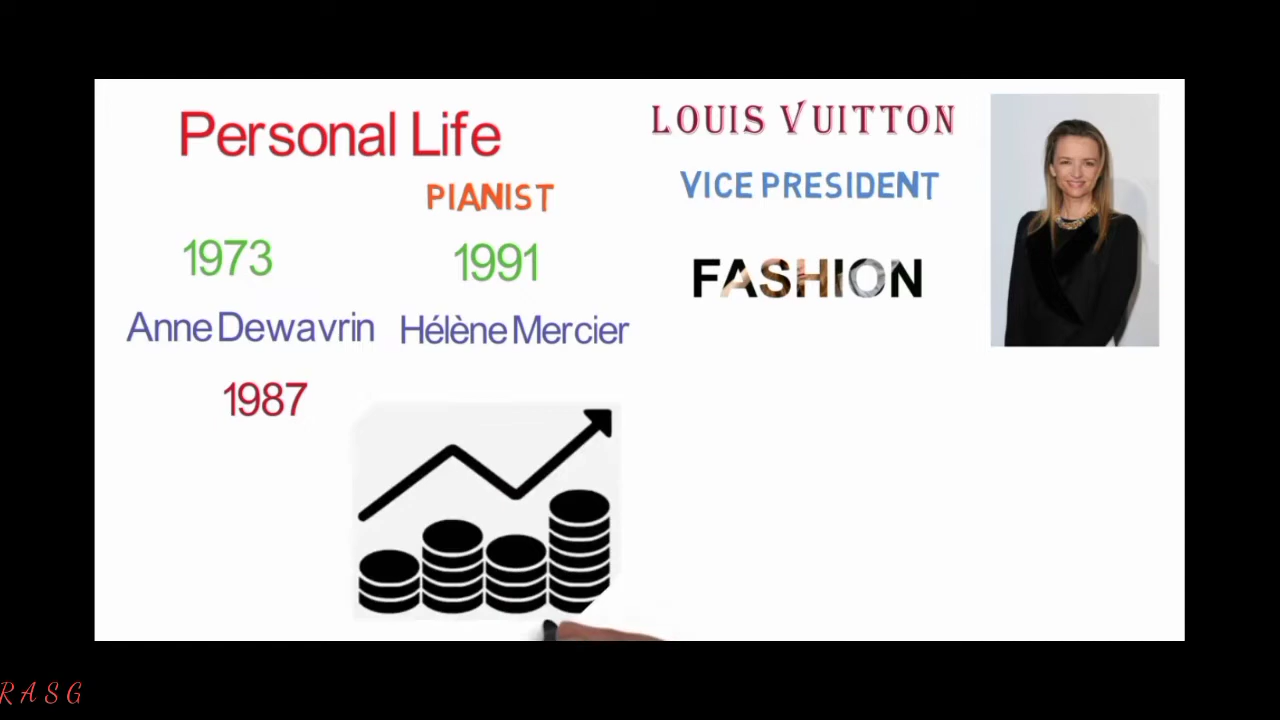 Personal Life
PIANIST
1973
1991
Anne Dewavrin
Hélène Mercier
1987
LOUIS VUITTON
VICE PRESIDENT
FASHION
RASG